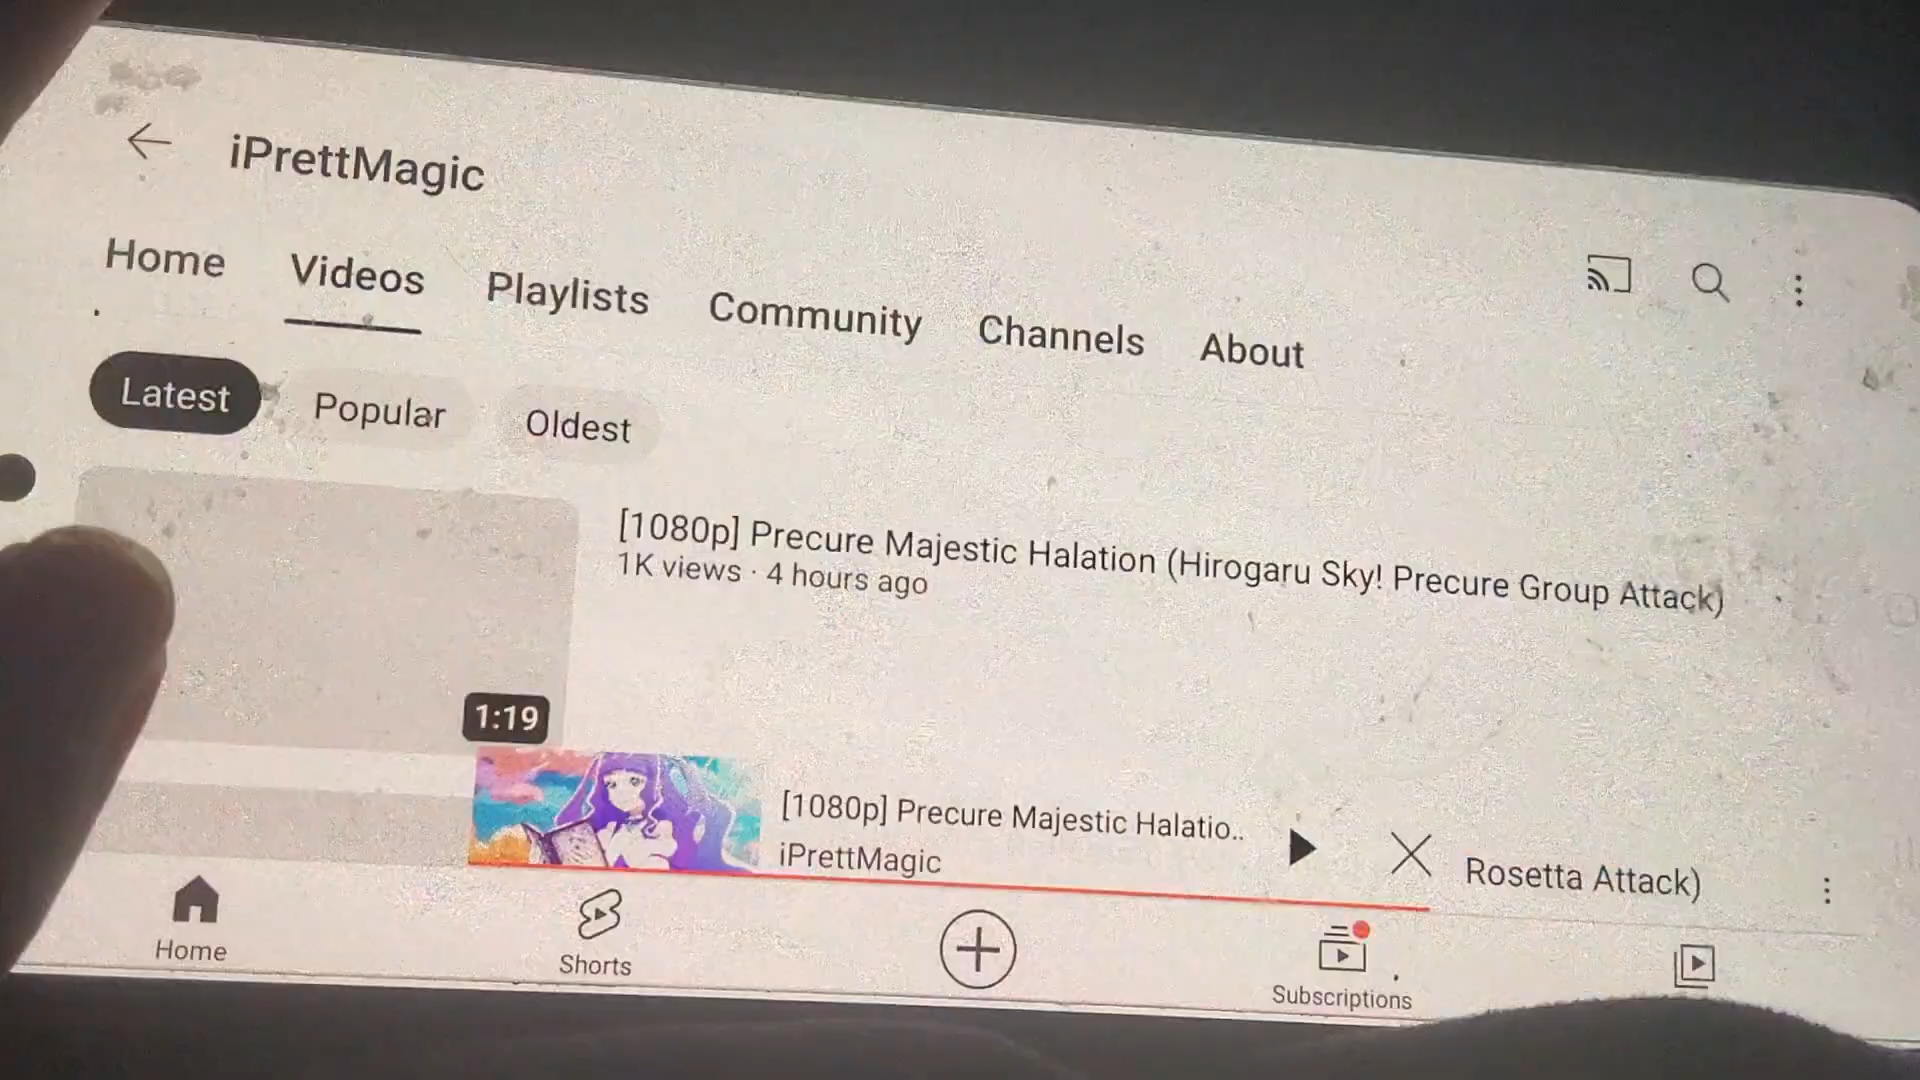 iPrettMagic
Home Videos Playlists Community Channels About
Latest Popular Oldest
[1080p] Precure Majestic Halation (Hirogaru Sky! Precure Group Attack)
1K views · 4 hours ago
1:19
[1080p] Precure Majestic Halatio..
iPrettMagic
Rosetta Attack)
Home
Shorts
Subscriptions